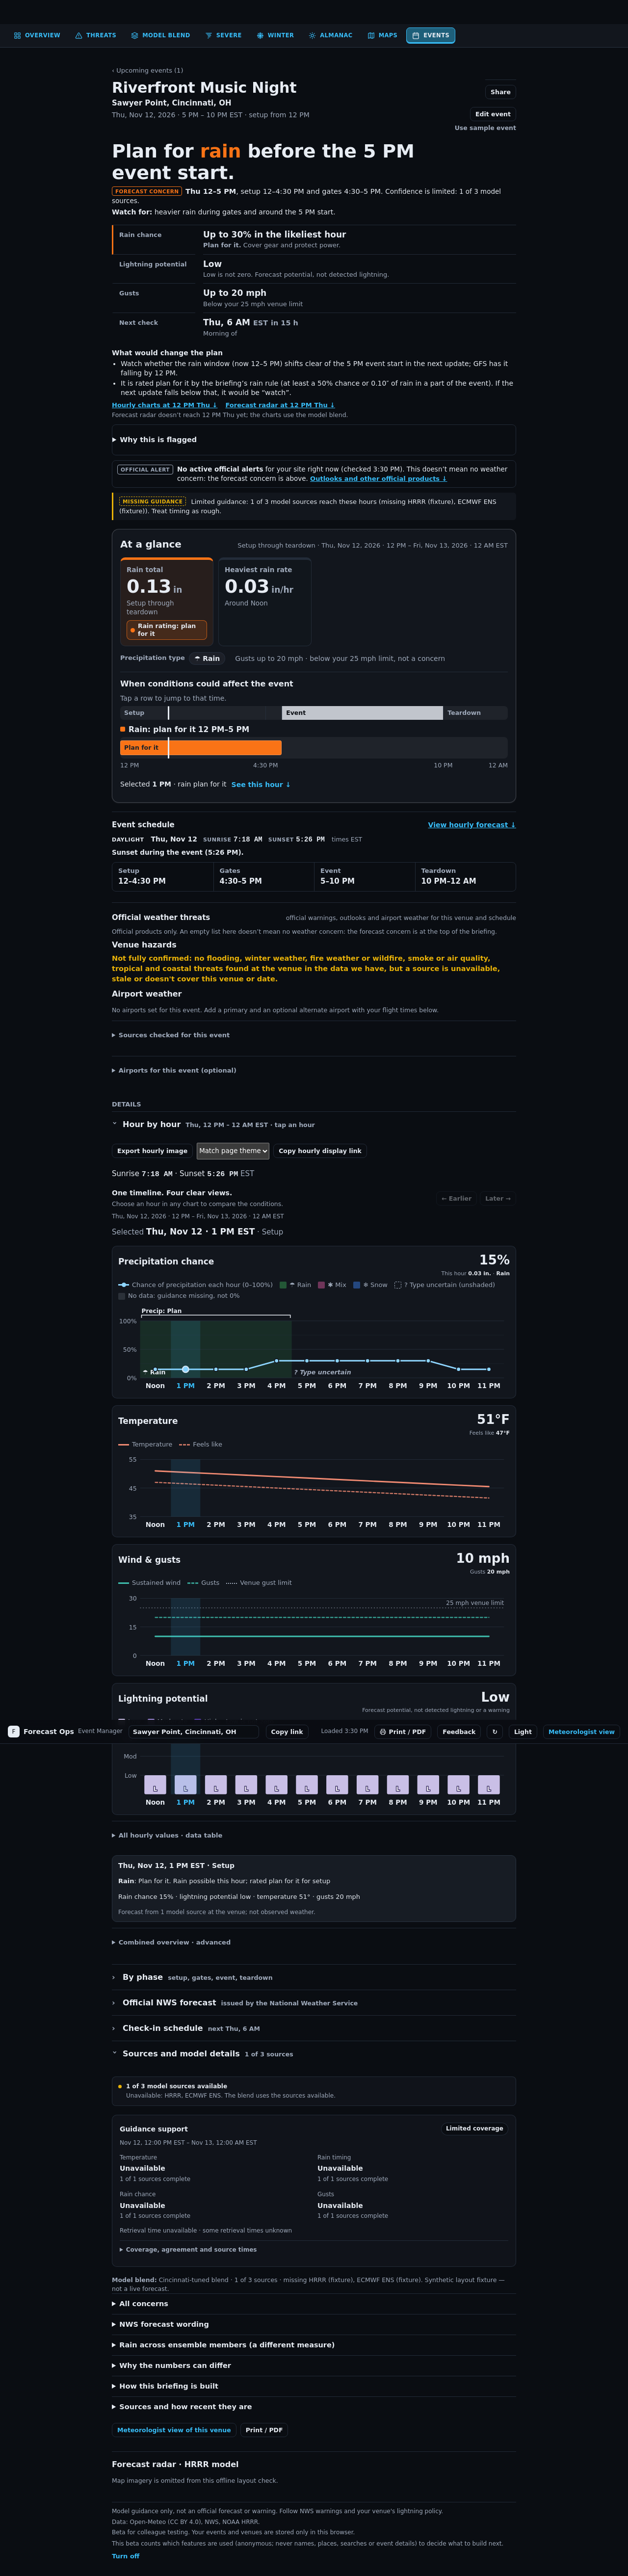 OVERVIEW THREATS MODEL BLEND SEVERE WINTER ALMANAC MAPS EVENTS
‹ Upcoming events (1)
Riverfront Music Night
Sawyer Point, Cincinnati, OH
Thu, Nov 12, 2026 · 5 PM – 10 PM EST · setup from 12 PM
Share
Edit event
Use sample event
Plan for rain before the 5 PM
event start.
FORECAST CONCERN Thu 12–5 PM, setup 12–4:30 PM and gates 4:30–5 PM. Confidence is limited: 1 of 3 model
sources.
Watch for: heavier rain during gates and around the 5 PM start.
Rain chance
Up to 30% in the likeliest hour
Plan for it. Cover gear and protect power.
Lightning potential
Low
Low is not zero. Forecast potential, not detected lightning.
Gusts
Up to 20 mph
Below your 25 mph venue limit
Next check
Thu, 6 AM EST in 15 h
Morning of
What would change the plan
• Watch whether the rain window (now 12–5 PM) shifts clear of the 5 PM event start in the next update; GFS has it
falling by 12 PM.
• It is rated plan for it by the briefing's rain rule (at least a 50% chance or 0.10″ of rain in a part of the event). If the
next update falls below that, it would be “watch”.
Hourly charts at 12 PM Thu ↓ Forecast radar at 12 PM Thu ↓
Forecast radar doesn't reach 12 PM Thu yet; the charts use the model blend.
▶ Why this is flagged
OFFICIAL ALERT No active official alerts for your site right now (checked 3:30 PM). This doesn't mean no weather
concern: the forecast concern is above. Outlooks and other official products ↓
MISSING GUIDANCE Limited guidance: 1 of 3 model sources reach these hours (missing HRRR (fixture), ECMWF ENS
(fixture)). Treat timing as rough.
At a glance
Setup through teardown · Thu, Nov 12, 2026 · 12 PM – Fri, Nov 13, 2026 · 12 AM EST
Rain total
0.13 in
Setup through
teardown
Rain rating: plan
for it
Heaviest rain rate
0.03 in/hr
Around Noon
Precipitation type ☂ Rain Gusts up to 20 mph · below your 25 mph limit, not a concern
When conditions could affect the event
Tap a row to jump to that time.
Setup Event Teardown
Rain: plan for it 12 PM–5 PM
Plan for it
12 PM 4:30 PM 10 PM 12 AM
Selected 1 PM · rain plan for it See this hour ↓
Event schedule
View hourly forecast ↓
DAYLIGHT Thu, Nov 12 SUNRISE 7:18 AM SUNSET 5:26 PM times EST
Sunset during the event (5:26 PM).
Setup
12–4:30 PM
Gates
4:30–5 PM
Event
5–10 PM
Teardown
10 PM–12 AM
Official weather threats
official warnings, outlooks and airport weather for this venue and schedule
Official products only. An empty list here doesn't mean no weather concern: the forecast concern is at the top of the briefing.
Venue hazards
Not fully confirmed: no flooding, winter weather, fire weather or wildfire, smoke or air quality,
tropical and coastal threats found at the venue in the data we have, but a source is unavailable,
stale or doesn't cover this venue or date.
Airport weather
No airports set for this event. Add a primary and an optional alternate airport with your flight times below.
▶ Sources checked for this event
▶ Airports for this event (optional)
DETAILS
Hour by hour Thu, 12 PM – 12 AM EST · tap an hour
Export hourly image Match page theme Copy hourly display link
Sunrise 7:18 AM · Sunset 5:26 PM EST
One timeline. Four clear views.
Choose an hour in any chart to compare the conditions.
← Earlier Later →
Thu, Nov 12, 2026 · 12 PM – Fri, Nov 13, 2026 · 12 AM EST
Selected Thu, Nov 12 · 1 PM EST · Setup
Precipitation chance
15%
This hour 0.03 in. · Rain
Chance of precipitation each hour (0–100%) ☂ Rain ✱ Mix ❄ Snow ? Type uncertain (unshaded)
No data: guidance missing, not 0%
Precip: Plan
100%
50%
0%
☂ Rain
? Type uncertain
Noon 1 PM 2 PM 3 PM 4 PM 5 PM 6 PM 7 PM 8 PM 9 PM 10 PM 11 PM
Temperature
51°F
Feels like 47°F
Temperature Feels like
55
45
35
Noon 1 PM 2 PM 3 PM 4 PM 5 PM 6 PM 7 PM 8 PM 9 PM 10 PM 11 PM
Wind & gusts
10 mph
Gusts 20 mph
Sustained wind Gusts Venue gust limit
30
25 mph venue limit
15
0
Noon 1 PM 2 PM 3 PM 4 PM 5 PM 6 PM 7 PM 8 PM 9 PM 10 PM 11 PM
Lightning potential
Low
Forecast potential, not detected lightning or a warning
F Forecast Ops Event Manager Sawyer Point, Cincinnati, OH Copy link Loaded 3:30 PM Print / PDF Feedback ↻ Light Meteorologist view
Mod
Low
L L L L L L L L L L L L
Noon 1 PM 2 PM 3 PM 4 PM 5 PM 6 PM 7 PM 8 PM 9 PM 10 PM 11 PM
▶ All hourly values · data table
Thu, Nov 12, 1 PM EST · Setup
Rain: Plan for it. Rain possible this hour; rated plan for it for setup
Rain chance 15% · lightning potential low · temperature 51° · gusts 20 mph
Forecast from 1 model source at the venue; not observed weather.
▶ Combined overview · advanced
› By phase setup, gates, event, teardown
› Official NWS forecast issued by the National Weather Service
› Check-in schedule next Thu, 6 AM
Sources and model details 1 of 3 sources
1 of 3 model sources available
Unavailable: HRRR, ECMWF ENS. The blend uses the sources available.
Guidance support
Limited coverage
Nov 12, 12:00 PM EST – Nov 13, 12:00 AM EST
Temperature
Unavailable
1 of 1 sources complete
Rain timing
Unavailable
1 of 1 sources complete
Rain chance
Unavailable
1 of 1 sources complete
Gusts
Unavailable
1 of 1 sources complete
Retrieval time unavailable · some retrieval times unknown
▶ Coverage, agreement and source times
Model blend: Cincinnati-tuned blend · 1 of 3 sources · missing HRRR (fixture), ECMWF ENS (fixture). Synthetic layout fixture —
not a live forecast.
▶ All concerns
▶ NWS forecast wording
▶ Rain across ensemble members (a different measure)
▶ Why the numbers can differ
▶ How this briefing is built
▶ Sources and how recent they are
Meteorologist view of this venue Print / PDF
Forecast radar · HRRR model
Map imagery is omitted from this offline layout check.
Model guidance only, not an official forecast or warning. Follow NWS warnings and your venue's lightning policy.
Data: Open-Meteo (CC BY 4.0), NWS, NOAA HRRR.
Beta for colleague testing. Your events and venues are stored only in this browser.
This beta counts which features are used (anonymous; never names, places, searches or event details) to decide what to build next.
Turn off